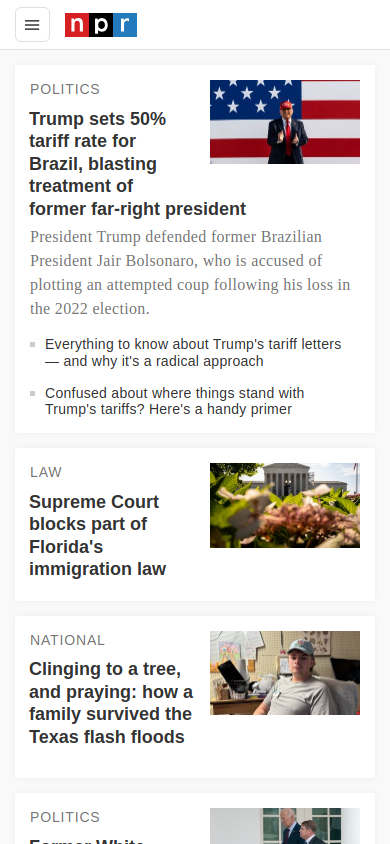 npr
POLITICS
Trump sets 50%
tariff rate for
Brazil, blasting
treatment of
former far-right president
President Trump defended former Brazilian
President Jair Bolsonaro, who is accused of
plotting an attempted coup following his loss in
the 2022 election.
Everything to know about Trump's tariff letters
— and why it's a radical approach
Confused about where things stand with
Trump's tariffs? Here's a handy primer
LAW
Supreme Court
blocks part of
Florida's
immigration law
NATIONAL
Clinging to a tree,
and praying: how a
family survived the
Texas flash floods
POLITICS
Former White